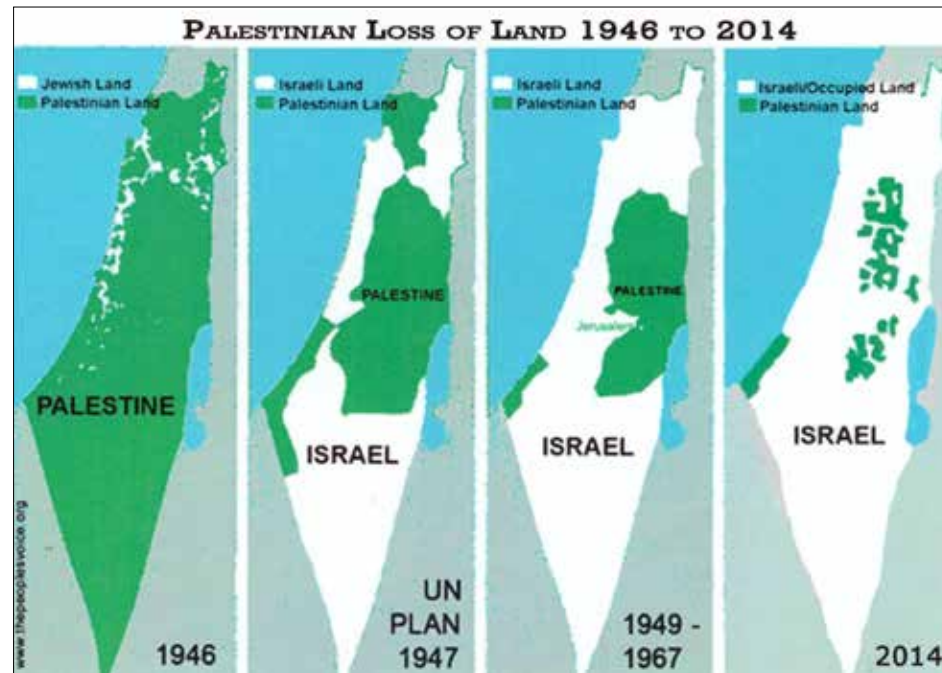 PALESTINIAN LOSS OF LAND 1946 TO 2014
Jewish Land
Palestinian Land
PALESTINE
1946
www.thepeoplesvoice.org
Israeli Land
Palestinian Land
PALESTINE
ISRAEL
UN
PLAN
1947
Israeli Land
Palestinian Land
PALESTINE
Jerusalem
ISRAEL
1949 -
1967
Israeli/Occupied Land
Palestinian Land
2014